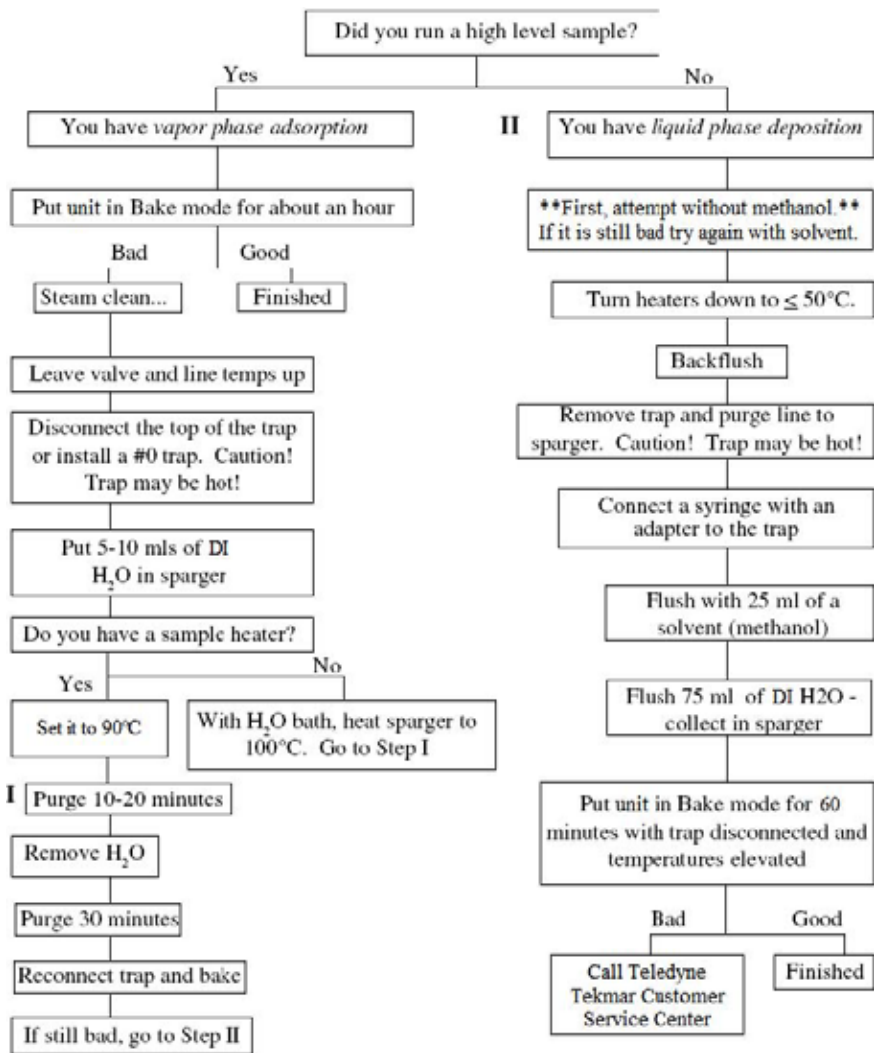 Did you run a high level sample?
Yes
No
You have vapor phase adsorption
Put unit in Bake mode for about an hour
Bad
Good
Steam clean...
Finished
Leave valve and line temps up
Disconnect the top of the trap
or install a #0 trap. Caution!
Trap may be hot!
Put 5-10 mls of DI
H₂O in sparger
Do you have a sample heater?
Yes
No
Set it to 90°C
With H₂O bath, heat sparger to
100°C. Go to Step I
I
Purge 10-20 minutes
Remove H₂O
Purge 30 minutes
Reconnect trap and bake
If still bad, go to Step II
II
You have liquid phase deposition
**First, attempt without methanol.**
If it is still bad try again with solvent.
Turn heaters down to ≤ 50°C.
Backflush
Remove trap and purge line to
sparger. Caution! Trap may be hot!
Connect a syringe with an
adapter to the trap
Flush with 25 ml of a
solvent (methanol)
Flush 75 ml of DI H2O -
collect in sparger
Put unit in Bake mode for 60
minutes with trap disconnected and
temperatures elevated
Bad
Good
Call Teledyne
Tekmar Customer
Service Center
Finished